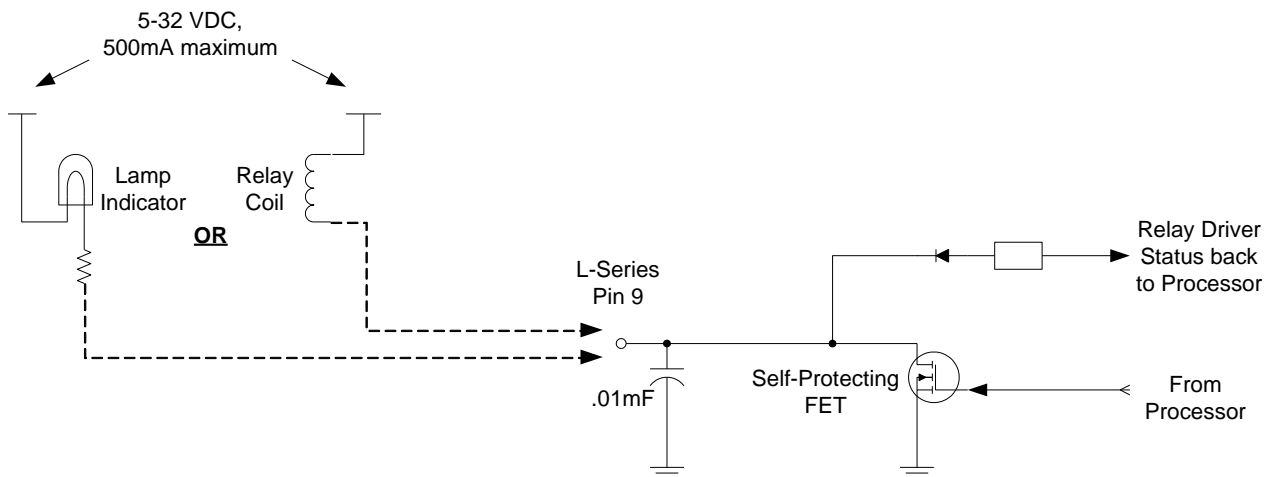 5-32 VDC,
500mA maximum
Lamp
Indicator
OR
Relay
Coil
L-Series
Pin 9
.01mF
Self-Protecting
FET
Relay Driver
Status back
to Processor
From
Processor